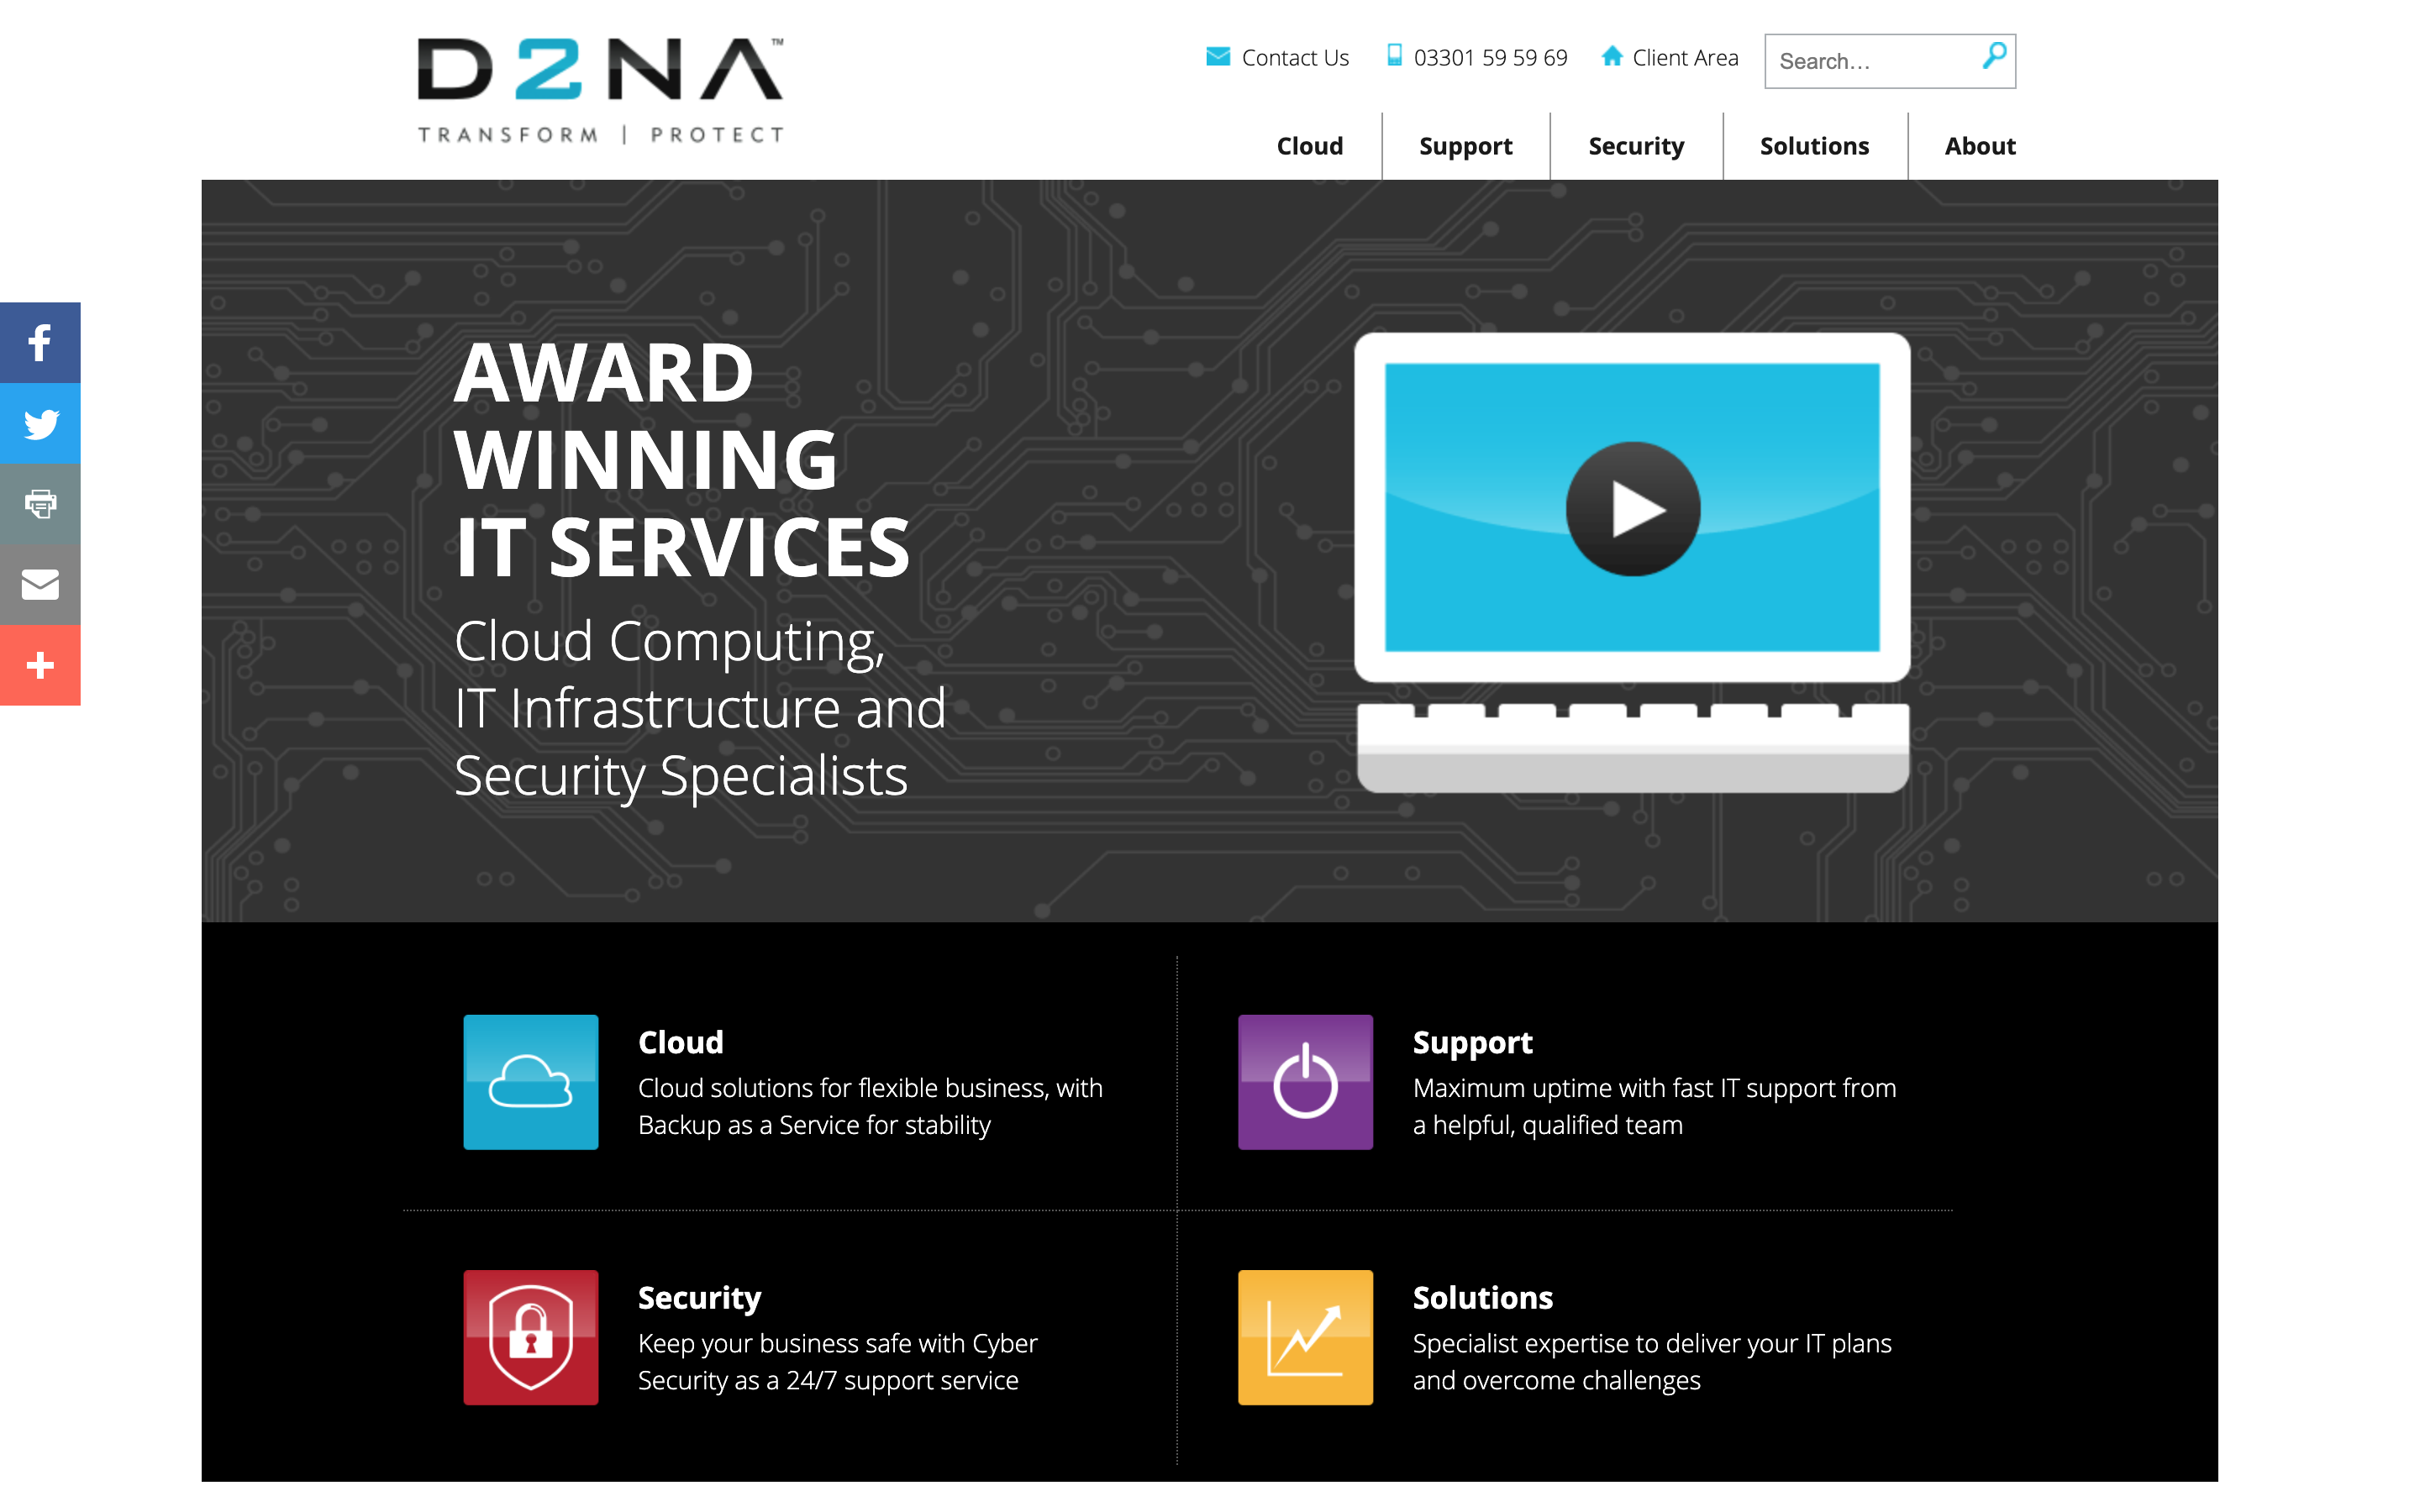 D2NA™
TRANSFORM | PROTECT
Contact Us
03301 59 59 69
Client Area
Search...
Cloud
Support
Security
Solutions
About
AWARD
WINNING
IT SERVICES
Cloud Computing,
IT Infrastructure and
Security Specialists
Cloud
Cloud solutions for flexible business, with
Backup as a Service for stability
Support
Maximum uptime with fast IT support from
a helpful, qualified team
Security
Keep your business safe with Cyber
Security as a 24/7 support service
Solutions
Specialist expertise to deliver your IT plans
and overcome challenges